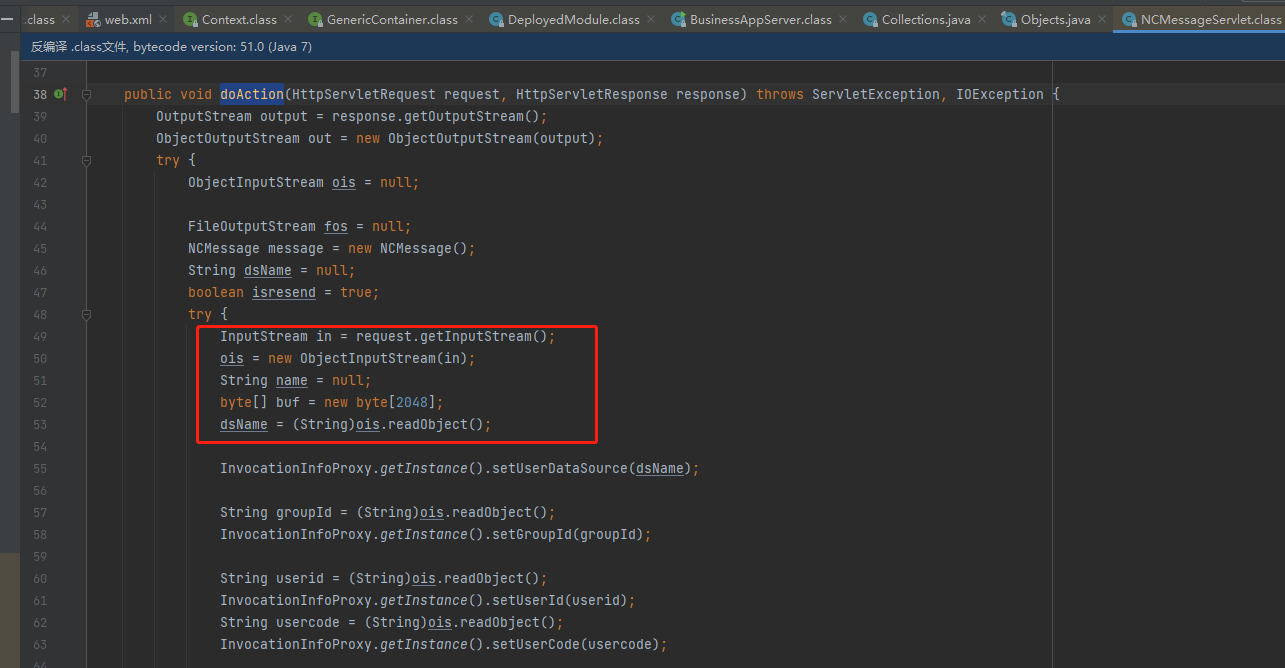 .class web.xml Context.class GenericContainer.class DeployedModule.class BusinessAppServer.class Collections.java Objects.java NCMessageServlet.class
反编译 .class文件, bytecode version: 51.0 (Java 7)
37
38 public void doAction(HttpServletRequest request, HttpServletResponse response) throws ServletException, IOException {
39 OutputStream output = response.getOutputStream();
40 ObjectOutputStream out = new ObjectOutputStream(output);
41 try {
42 ObjectInputStream ois = null;
43
44 FileOutputStream fos = null;
45 NCMessage message = new NCMessage();
46 String dsName = null;
47 boolean isresend = true;
48 try {
49 InputStream in = request.getInputStream();
50 ois = new ObjectInputStream(in);
51 String name = null;
52 byte[] buf = new byte[2048];
53 dsName = (String)ois.readObject();
54
55 InvocationInfoProxy.getInstance().setUserDataSource(dsName);
56
57 String groupId = (String)ois.readObject();
58 InvocationInfoProxy.getInstance().setGroupId(groupId);
59
60 String userid = (String)ois.readObject();
61 InvocationInfoProxy.getInstance().setUserId(userid);
62 String usercode = (String)ois.readObject();
63 InvocationInfoProxy.getInstance().setUserCode(usercode);
64